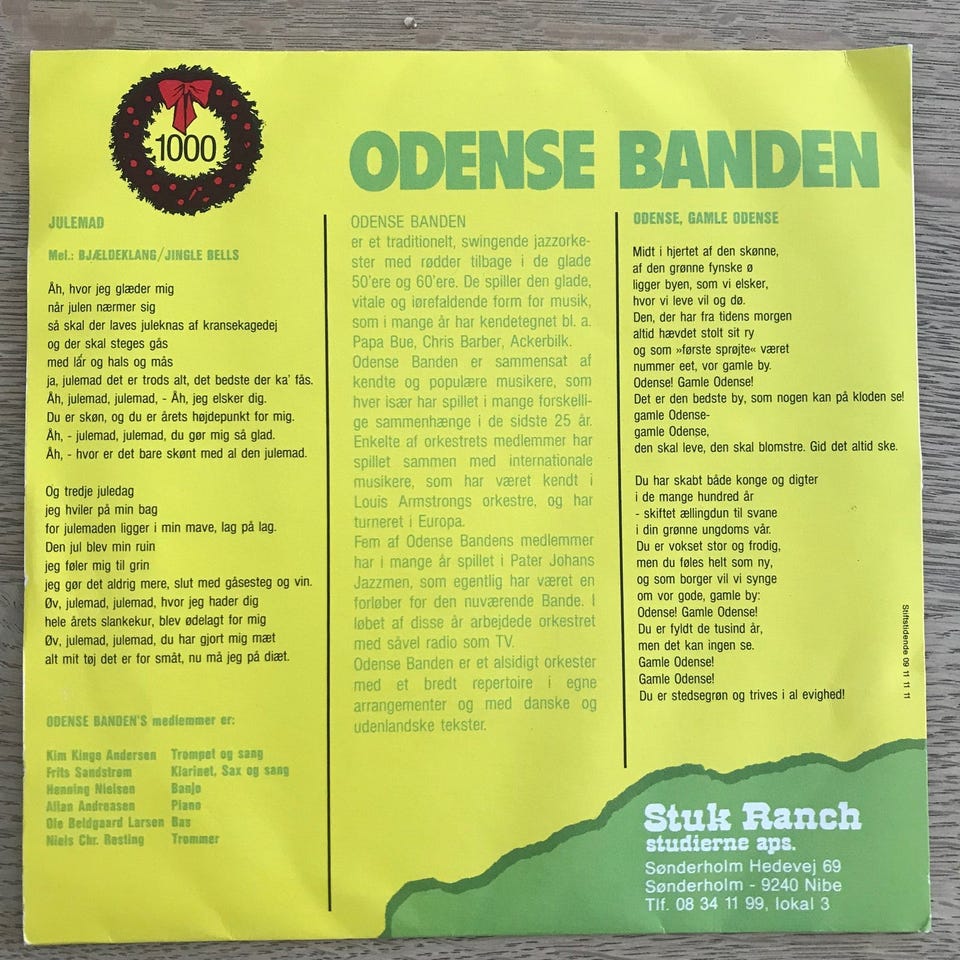 1000
ODENSE BANDEN
JULEMAD
Mel.: BJÆLDEKLANG/JINGLE BELLS
Åh, hvor jeg glæder mig
når julen nærmer sig
så skal der laves juleknas af kransekagedej
og der skal steges gås
med lår og hals og mås
ja, julemad det er trods alt, det bedste der ka' fås.
Åh, julemad, julemad, - Åh, jeg elsker dig.
Du er skøn, og du er årets højdepunkt for mig.
Åh, - julemad, julemad, du gør mig så glad.
Åh, - hvor er det bare skønt med al den julemad.
Og tredje juledag
jeg hviler på min bag
for julemaden ligger i min mave, lag på lag.
Den jul blev min ruin
jeg føler mig til grin
jeg gør det aldrig mere, slut med gåsesteg og vin.
Øv, julemad, julemad, hvor jeg hader dig
hele årets slankekur, blev ødelagt for mig
Øv, julemad, julemad, du har gjort mig mæt
alt mit tøj det er for småt, nu må jeg på diæt.
ODENSE BANDEN'S medlemmer er:
Kim Kingo Andersen Trompet og sang
Frits Sandstrøm Klarinet, Sax og sang
Henning Nielsen Banjo
Allan Andreasen Piano
Ole Beldgaard Larsen Bas
Niels Chr. Rosting Trommer
ODENSE BANDEN
er et traditionelt, swingende jazzorke-
ster med rødder tilbage i de glade
50'ere og 60'ere. De spiller den glade,
vitale og iørefaldende form for musik,
som i mange år har kendetegnet bl. a.
Papa Bue, Chris Barber, Ackerbilk.
Odense Banden er sammensat af
kendte og populære musikere, som
hver især har spillet i mange forskelli-
ge sammenhænge i de sidste 25 år.
Enkelte af orkestrets medlemmer har
spillet sammen med internationale
musikere, som har været kendt i
Louis Armstrongs orkestre, og har
turneret i Europa.
Fem af Odense Bandens medlemmer
har i mange år spillet i Pater Johans
Jazzmen, som egentlig har været en
forløber for den nuværende Bande. I
løbet af disse år arbejdede orkestret
med såvel radio som TV.
Odense Banden er et alsidigt orkester
med et bredt repertoire i egne
arrangementer og med danske og
udenlandske tekster.
ODENSE, GAMLE ODENSE
Midt i hjertet af den skønne,
af den grønne fynske ø
ligger byen, som vi elsker,
hvor vi leve vil og dø.
Den, der har fra tidens morgen
altid hævdet stolt sit ry
og som »første sprøjte« været
nummer eet, vor gamle by.
Odense! Gamle Odense!
Det er den bedste by, som nogen kan på kloden se!
gamle Odense-
gamle Odense,
den skal leve, den skal blomstre. Gid det altid ske.
Du har skabt både konge og digter
i de mange hundred år
- skiftet ællingdun til svane
i din grønne ungdoms vår.
Du er vokset stor og frodig,
men du føles helt som ny,
og som borger vil vi synge
om vor gode, gamle by:
Odense! Gamle Odense!
Du er fyldt de tusind år,
men det kan ingen se.
Gamle Odense!
Gamle Odense!
Du er stedsegrøn og trives i al evighed!
Stiftstidende 09 11 11 11
Stuk Ranch
studierne aps.
Sønderholm Hedevej 69
Sønderholm - 9240 Nibe
Tlf. 08 34 11 99, lokal 3